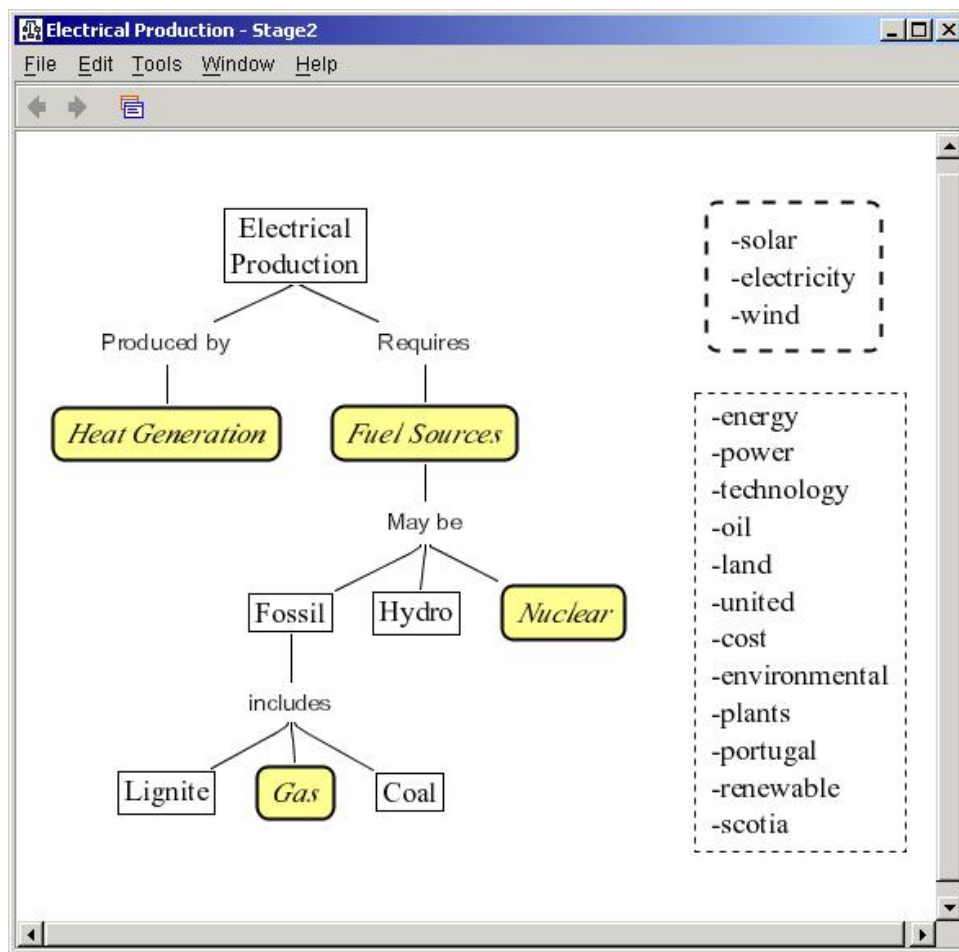 Electrical Production - Stage2
File Edit Tools Window Help
Electrical
Production
Produced by
Requires
Heat Generation
Fuel Sources
May be
Fossil
Hydro
Nuclear
includes
Lignite
Gas
Coal
-solar
-electricity
-wind
-energy
-power
-technology
-oil
-land
-united
-cost
-environmental
-plants
-portugal
-renewable
-scotia